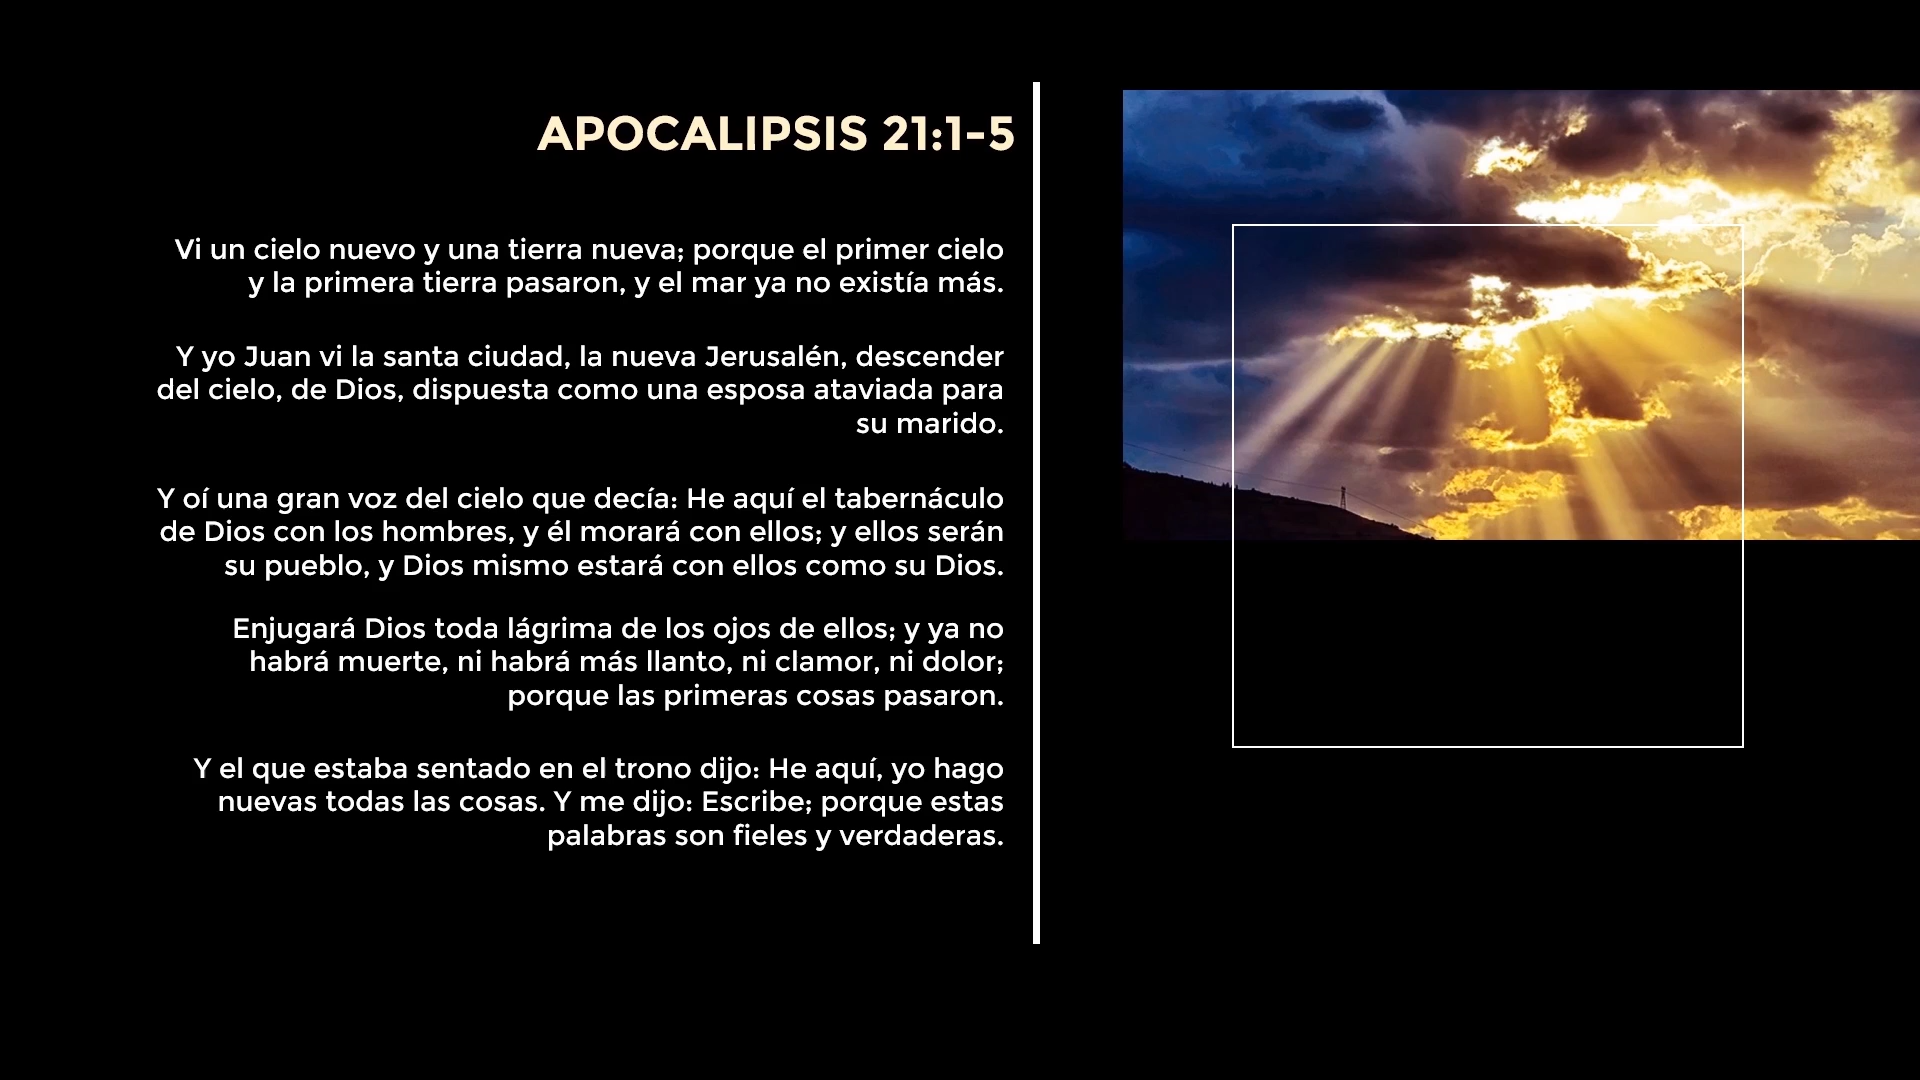 APOCALIPSIS 21:1-5
Vi un cielo nuevo y una tierra nueva; porque el primer cielo
y la primera tierra pasaron, y el mar ya no existía más.
Y yo Juan vi la santa ciudad, la nueva Jerusalén, descender
del cielo, de Dios, dispuesta como una esposa ataviada para
su marido.
Y oí una gran voz del cielo que decía: He aquí el tabernáculo
de Dios con los hombres, y él morará con ellos; y ellos serán
su pueblo, y Dios mismo estará con ellos como su Dios.
Enjugará Dios toda lágrima de los ojos de ellos; y ya no
habrá muerte, ni habrá más llanto, ni clamor, ni dolor;
porque las primeras cosas pasaron.
Y el que estaba sentado en el trono dijo: He aquí, yo hago
nuevas todas las cosas. Y me dijo: Escribe; porque estas
palabras son fieles y verdaderas.